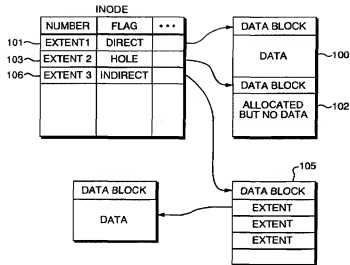 INODE
NUMBER FLAG •••
101 EXTENT1 DIRECT
103 EXTENT 2 HOLE
106 EXTENT 3 INDIRECT
DATA BLOCK
DATA
100
DATA BLOCK
ALLOCATED
BUT NO DATA
102
105
DATA BLOCK
EXTENT
EXTENT
EXTENT
DATA BLOCK
DATA